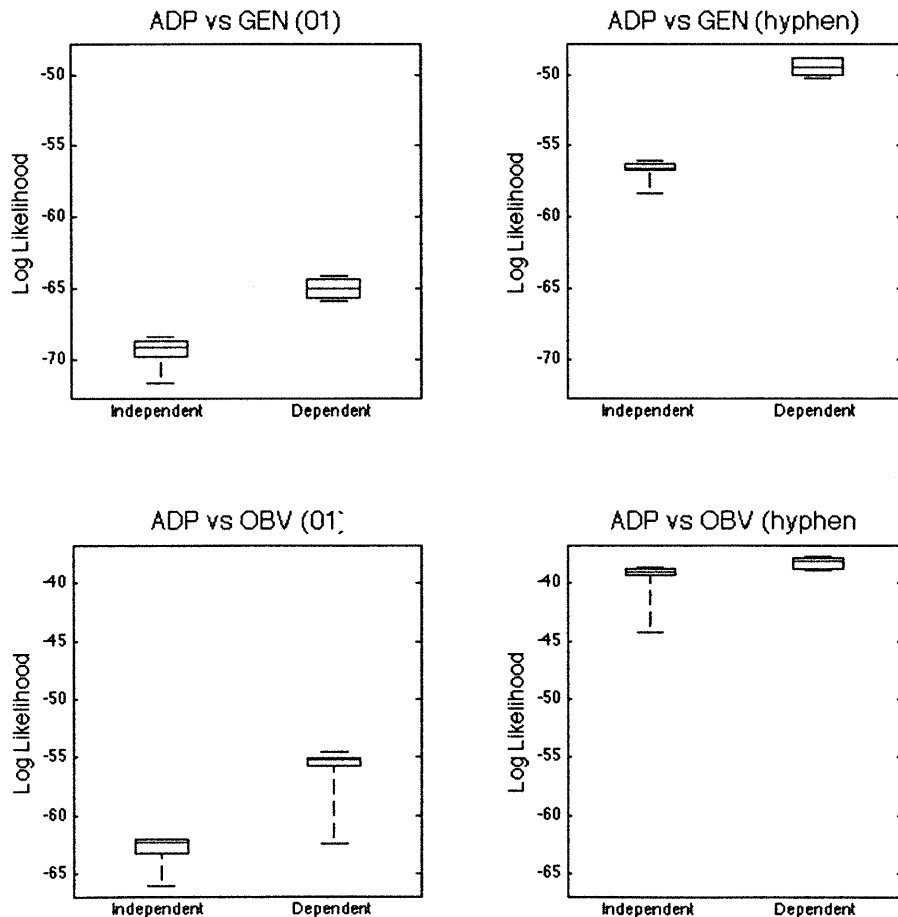 ADP vs GEN (01)
Log Likelihood
-50
-55
-60
-65
-70
Independent
Dependent
ADP vs GEN (hyphen)
Log Likelihood
-50
-55
-60
-65
-70
Independent
Dependent
ADP vs OBV (01)
Log Likelihood
-40
-45
-50
-55
-60
-65
Independent
Dependent
ADP vs OBV (hyphen
Log Likelihood
-40
-45
-50
-55
-60
-65
Independent
Dependent